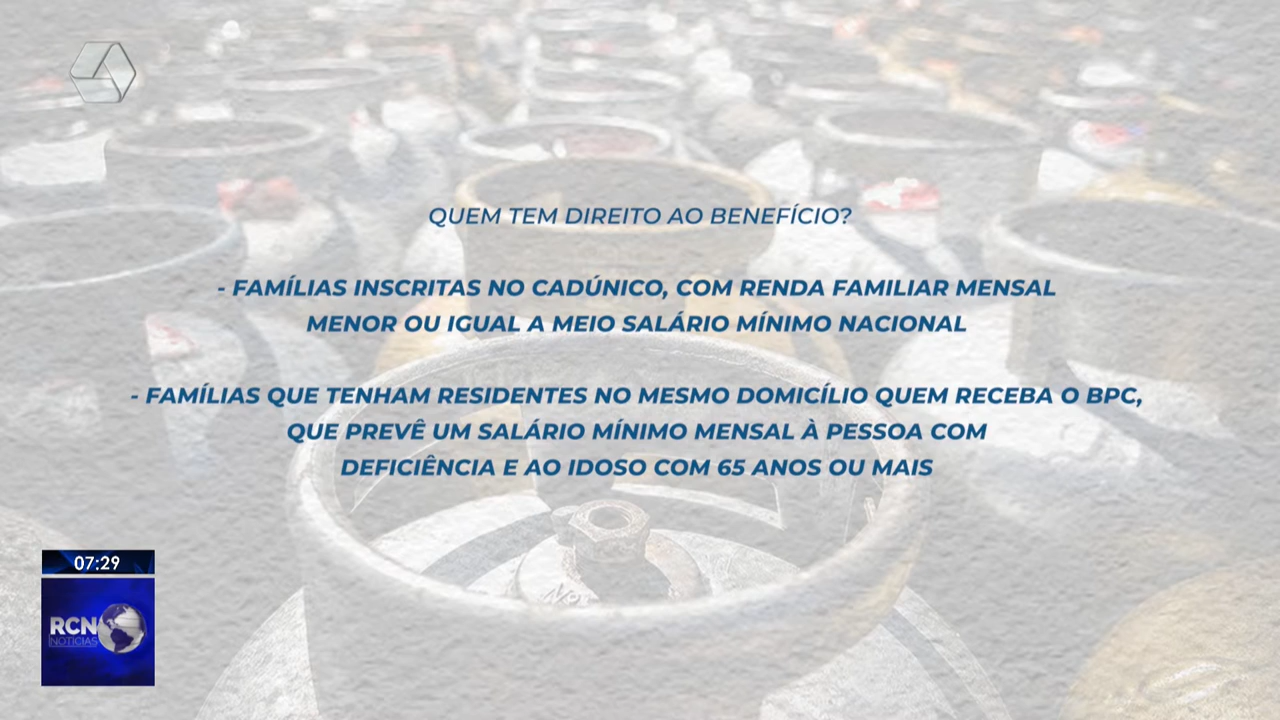 QUEM TEM DIREITO AO BENEFÍCIO?
- FAMÍLIAS INSCRITAS NO CADÚNICO, COM RENDA FAMILIAR MENSAL
MENOR OU IGUAL A MEIO SALÁRIO MÍNIMO NACIONAL
- FAMÍLIAS QUE TENHAM RESIDENTES NO MESMO DOMICÍLIO QUEM RECEBA O BPC,
QUE PREVÊ UM SALÁRIO MÍNIMO MENSAL À PESSOA COM
DEFICIÊNCIA E AO IDOSO COM 65 ANOS OU MAIS
07:29
RCN
NOTÍCIAS